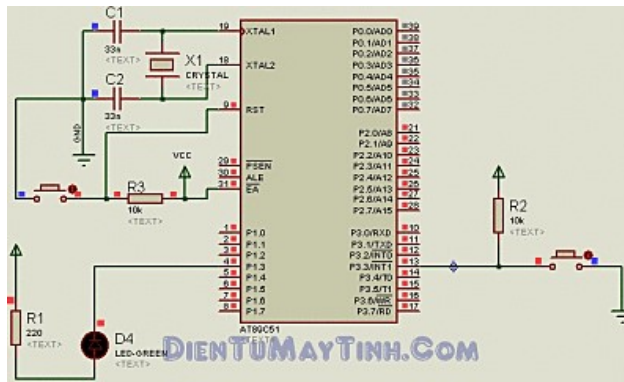 C1
33n
<TEXT>
X1
CRYSTAL
<TEXT>
C2
33n
<TEXT>
GND
VCC
R3
10k
<TEXT>
R1
220
<TEXT>
D4
LED-GREEN
<TEXT>
19 XTAL1
18 XTAL2
9 RST
29 PSEN
30 ALE
31 EA
1 P1.0
2 P1.1
3 P1.2
4 P1.3
5 P1.4
6 P1.5
7 P1.6
8 P1.7
P0.0/AD0 39
P0.1/AD1 38
P0.2/AD2 37
P0.3/AD3 36
P0.4/AD4 35
P0.5/AD5 34
P0.6/AD6 33
P0.7/AD7 32
P2.0/A8 21
P2.1/A9 22
P2.2/A10 23
P2.3/A11 24
P2.4/A12 25
P2.5/A13 26
P2.6/A14 27
P2.7/A15 28
P3.0/RXD 10
P3.1/TXD 11
P3.2/INT0 12
P3.3/INT1 13
P3.4/T0 14
P3.5/T1 15
P3.6/WR 16
P3.7/RD 17
AT89C51
<TEXT>
R2
10k
<TEXT>
DIENTUMAYTINH.COM